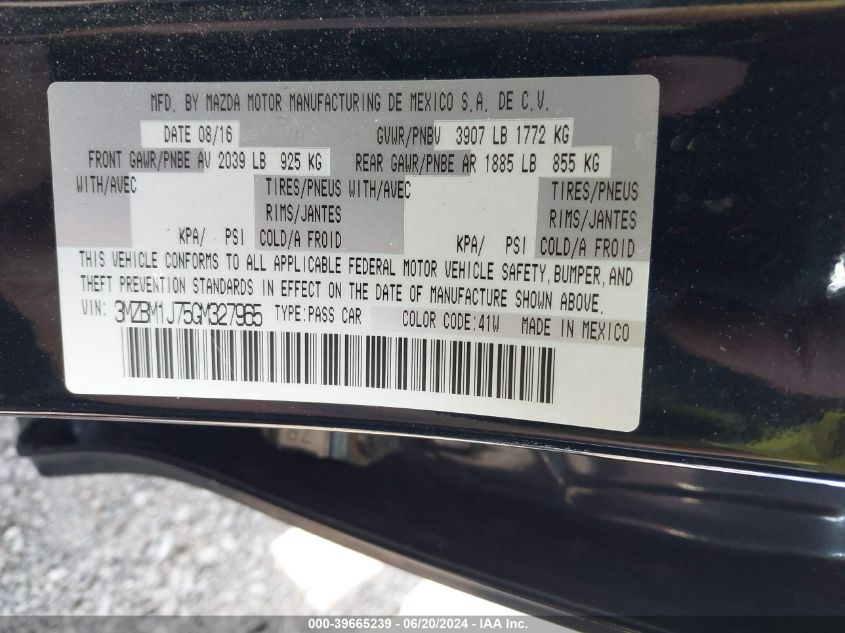 MFD. BY MAZDA MOTOR MANUFACTURING DE MEXICO S.A. DE C.V.
DATE 08/16 GVWR/PNBV 3907 LB 1772 KG
FRONT GAWR/PNBE AV 2039 LB 925 KG REAR GAWR/PNBE AR 1885 LB 855 KG
WITH/AVEC TIRES/PNEUS WITH/AVEC TIRES/PNEUS
RIMS/JANTES RIMS/JANTES
KPA/ PSI COLD/A FROID KPA/ PSI COLD/A FROID
THIS VEHICLE CONFORMS TO ALL APPLICABLE FEDERAL MOTOR VEHICLE SAFETY, BUMPER, AND
THEFT PREVENTION STANDARDS IN EFFECT ON THE DATE OF MANUFACTURE SHOWN ABOVE.
VIN: 3MZBM1J75GM327965 TYPE:PASS CAR COLOR CODE:41W MADE IN MEXICO
000-39665239 - 06/20/2024 - IAA Inc.